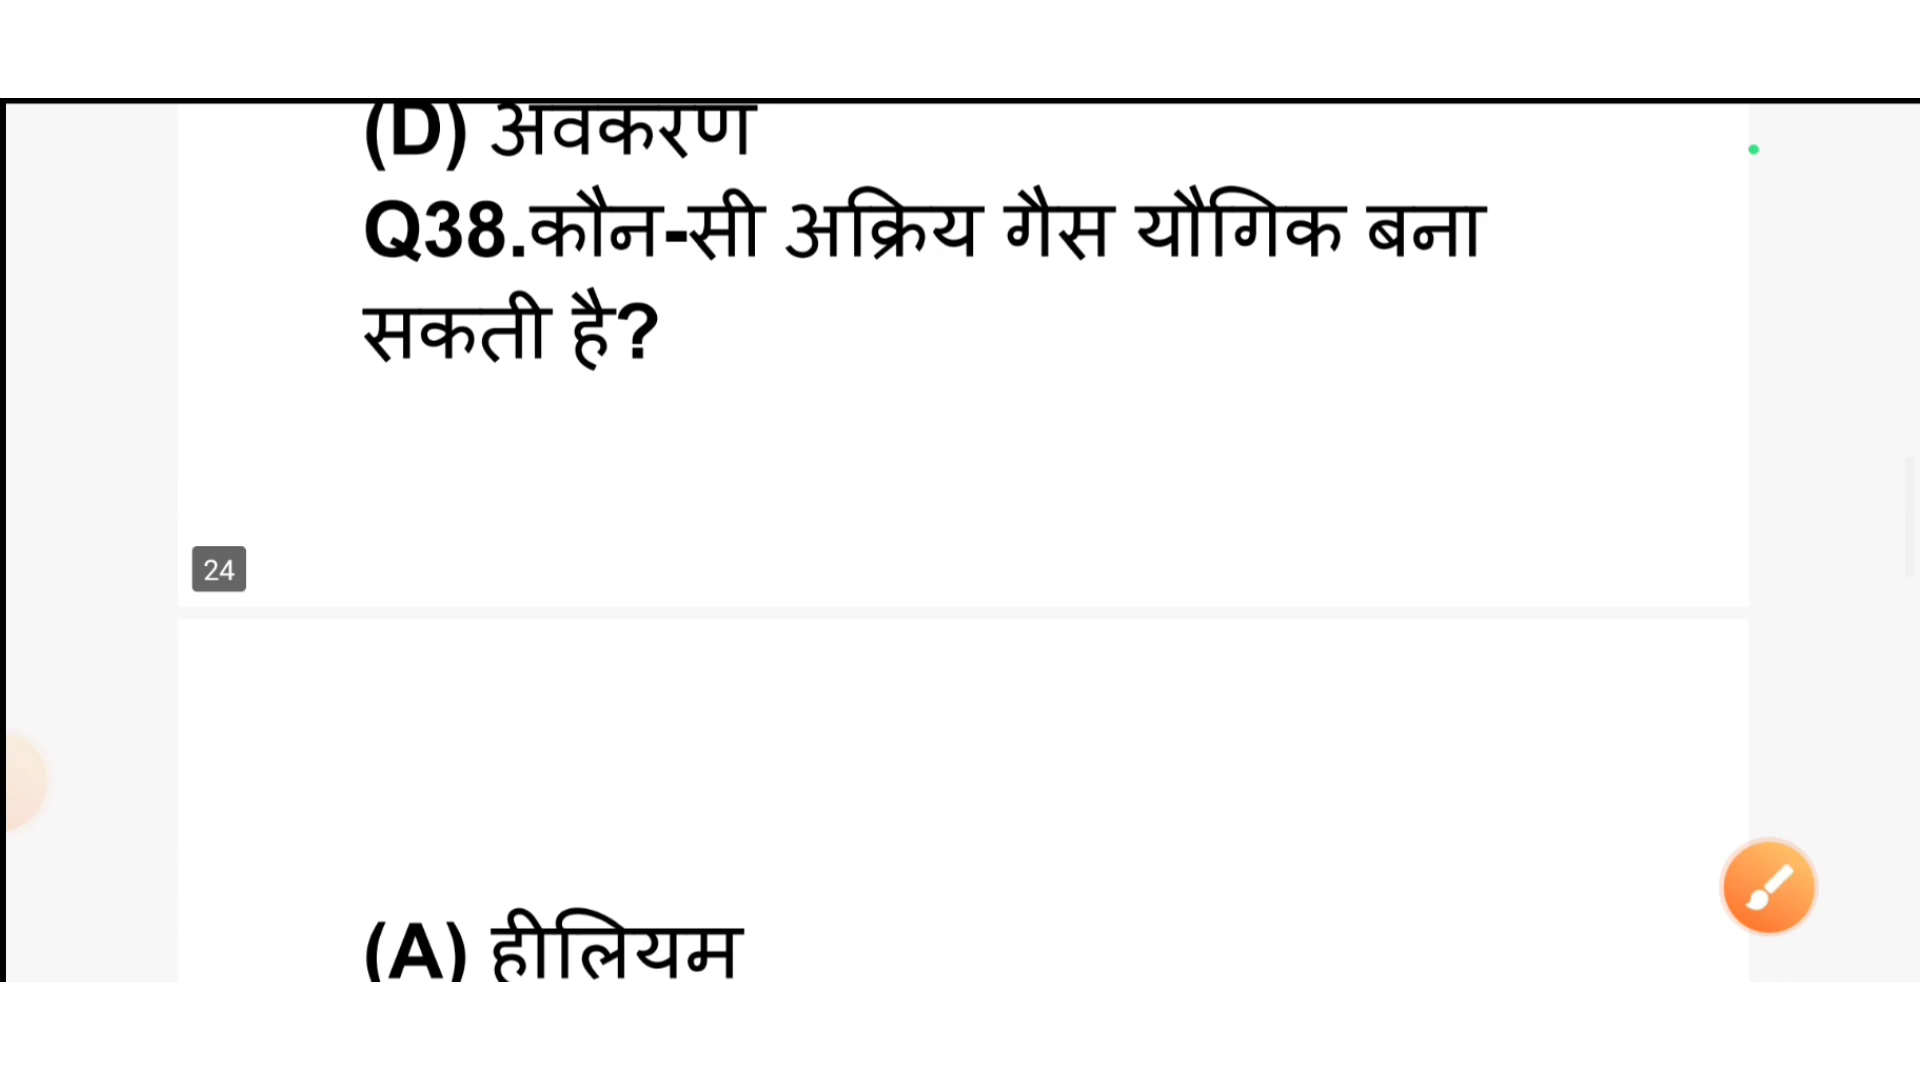 (D) अवकरण
Q38.कौन-सी अक्रिय गैस यौगिक बना
सकती है?
24
(A) हीलियम